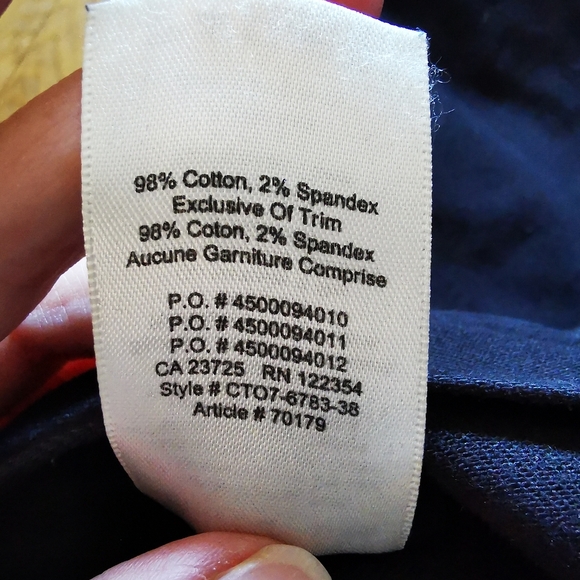 98% Cotton, 2% Spandex
Exclusive Of Trim
98% Coton, 2% Spandex
Aucune Garniture Comprise
P.O. # 4500094010
P.O. # 4500094011
P.O. # 4500094012
CA 23725 RN 122354
Style # CTO7-6783-38
Article # 70179